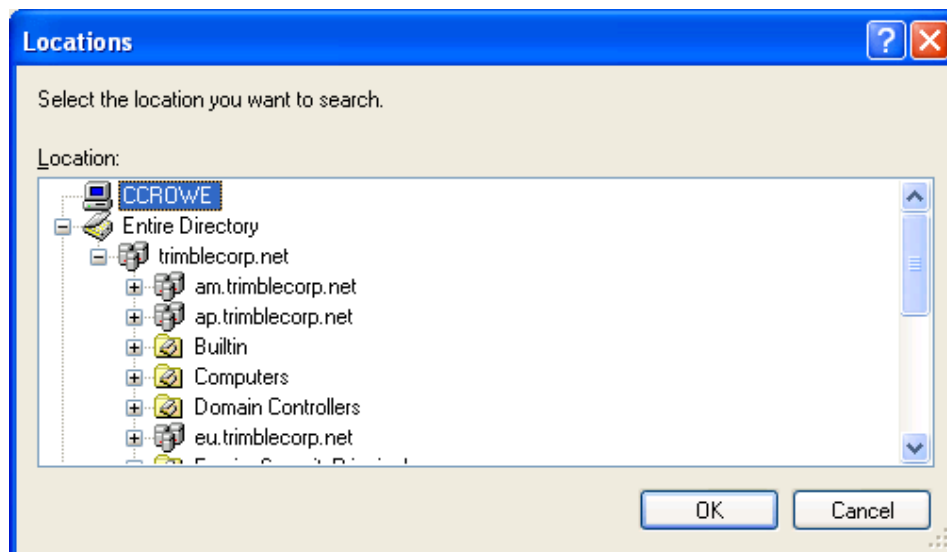 Locations
Select the location you want to search.
Location:
CCROWE
Entire Directory
trimblecorp.net
am.trimblecorp.net
ap.trimblecorp.net
Builtin
Computers
Domain Controllers
eu.trimblecorp.net
OK Cancel